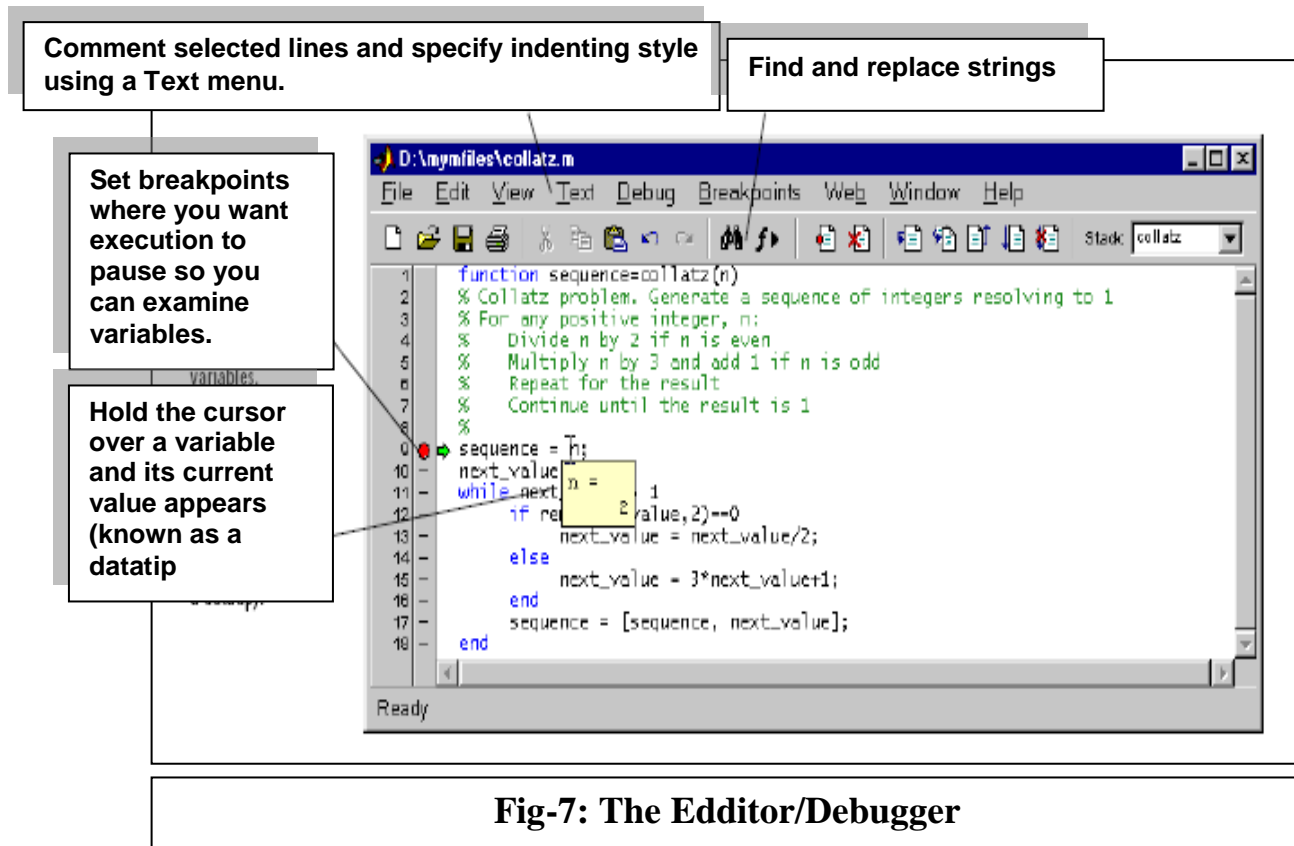 Comment selected lines and specify indenting style
using a Text menu.
Find and replace strings
Set breakpoints
where you want
execution to
pause so you
can examine
variables.
variables.
Hold the cursor
over a variable
and its current
value appears
(known as a
datatip
D:\mymfiles\collatz.m
File Edit View Text Debug Breakpoints Web Window Help
Stack: collatz
1 function sequence=collatz(n)
2 % Collatz problem. Generate a sequence of integers resolving to 1
3 % For any positive integer, n:
4 %    Divide n by 2 if n is even
5 %    Multiply n by 3 and add 1 if n is odd
6 %    Repeat for the result
7 %    Continue until the result is 1
8 %
9 sequence = n;
10 – next_value
n =
2
11 – while next_ 1
12 – if re value,2)==0
13 – next_value = next_value/2;
14 – else
15 – next_value = 3*next_value+1;
16 – end
17 – sequence = [sequence, next_value];
18 – end
Ready
Fig-7: The Edditor/Debugger